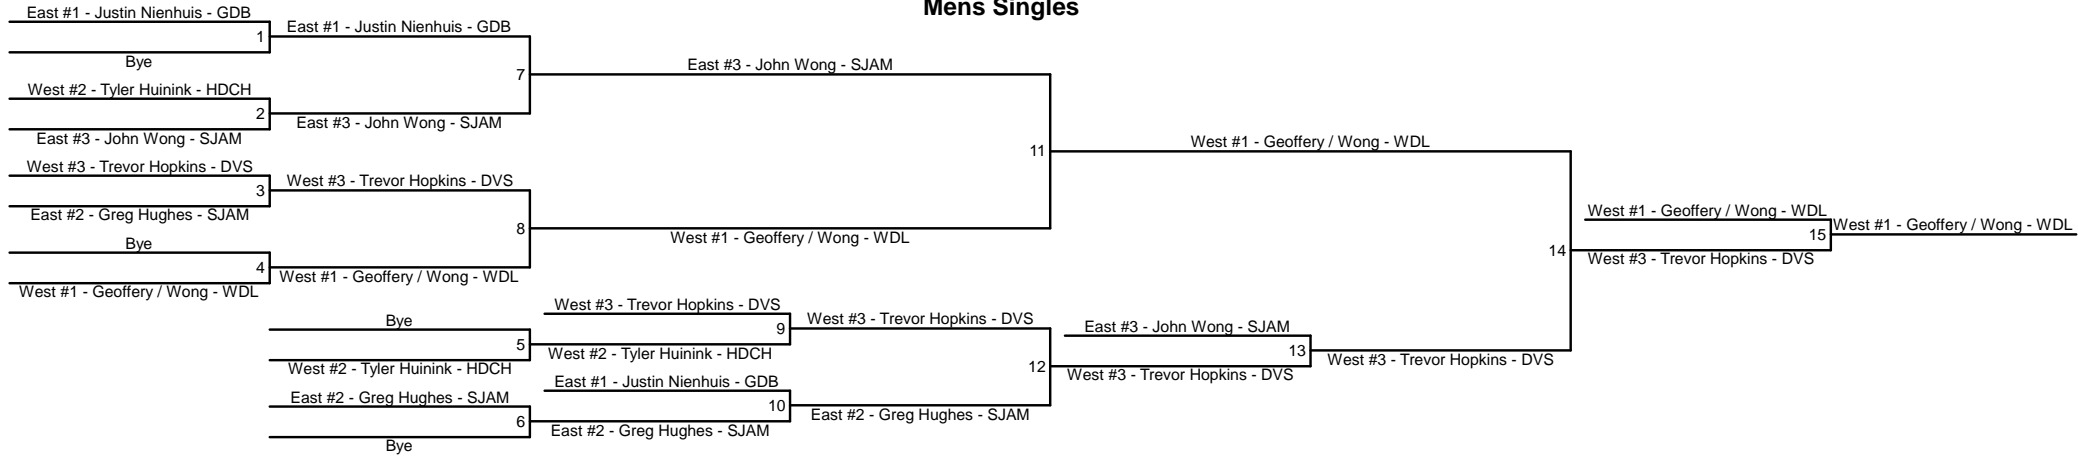 Mens Singles
East #1 - Justin Nienhuis - GDB
1
Bye
East #1 - Justin Nienhuis - GDB
7
West #2 - Tyler Huinink - HDCH
2
East #3 - John Wong - SJAM
East #3 - John Wong - SJAM
East #3 - John Wong - SJAM
11
West #3 - Trevor Hopkins - DVS
3
East #2 - Greg Hughes - SJAM
West #3 - Trevor Hopkins - DVS
8
Bye
4
West #1 - Geoffery / Wong - WDL
West #1 - Geoffery / Wong - WDL
West #1 - Geoffery / Wong - WDL
West #1 - Geoffery / Wong - WDL
14
West #1 - Geoffery / Wong - WDL
15
West #3 - Trevor Hopkins - DVS
West #1 - Geoffery / Wong - WDL
Bye
5
West #2 - Tyler Huinink - HDCH
West #3 - Trevor Hopkins - DVS
9
West #2 - Tyler Huinink - HDCH
West #3 - Trevor Hopkins - DVS
12
East #2 - Greg Hughes - SJAM
6
Bye
East #1 - Justin Nienhuis - GDB
10
East #2 - Greg Hughes - SJAM
East #2 - Greg Hughes - SJAM
East #3 - John Wong - SJAM
13
West #3 - Trevor Hopkins - DVS
West #3 - Trevor Hopkins - DVS